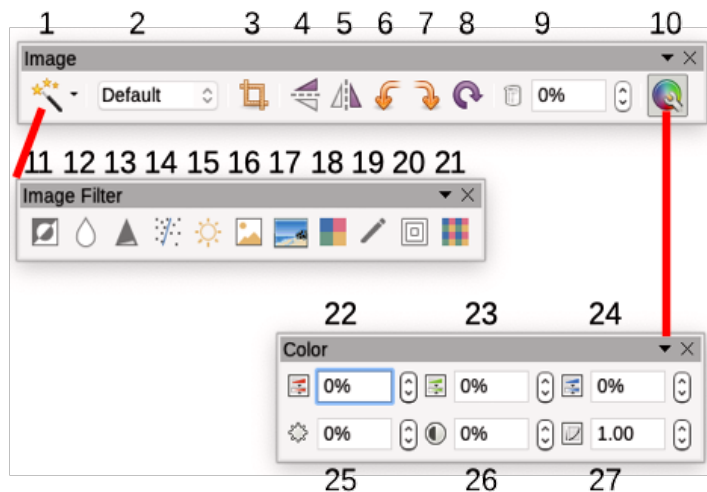 1 2 3 4 5 6 7 8 9 10
Image
Default 0%
11 12 13 14 15 16 17 18 19 20 21
Image Filter
22 23 24
Color
0% 0% 0%
0% 0% 1.00
25 26 27